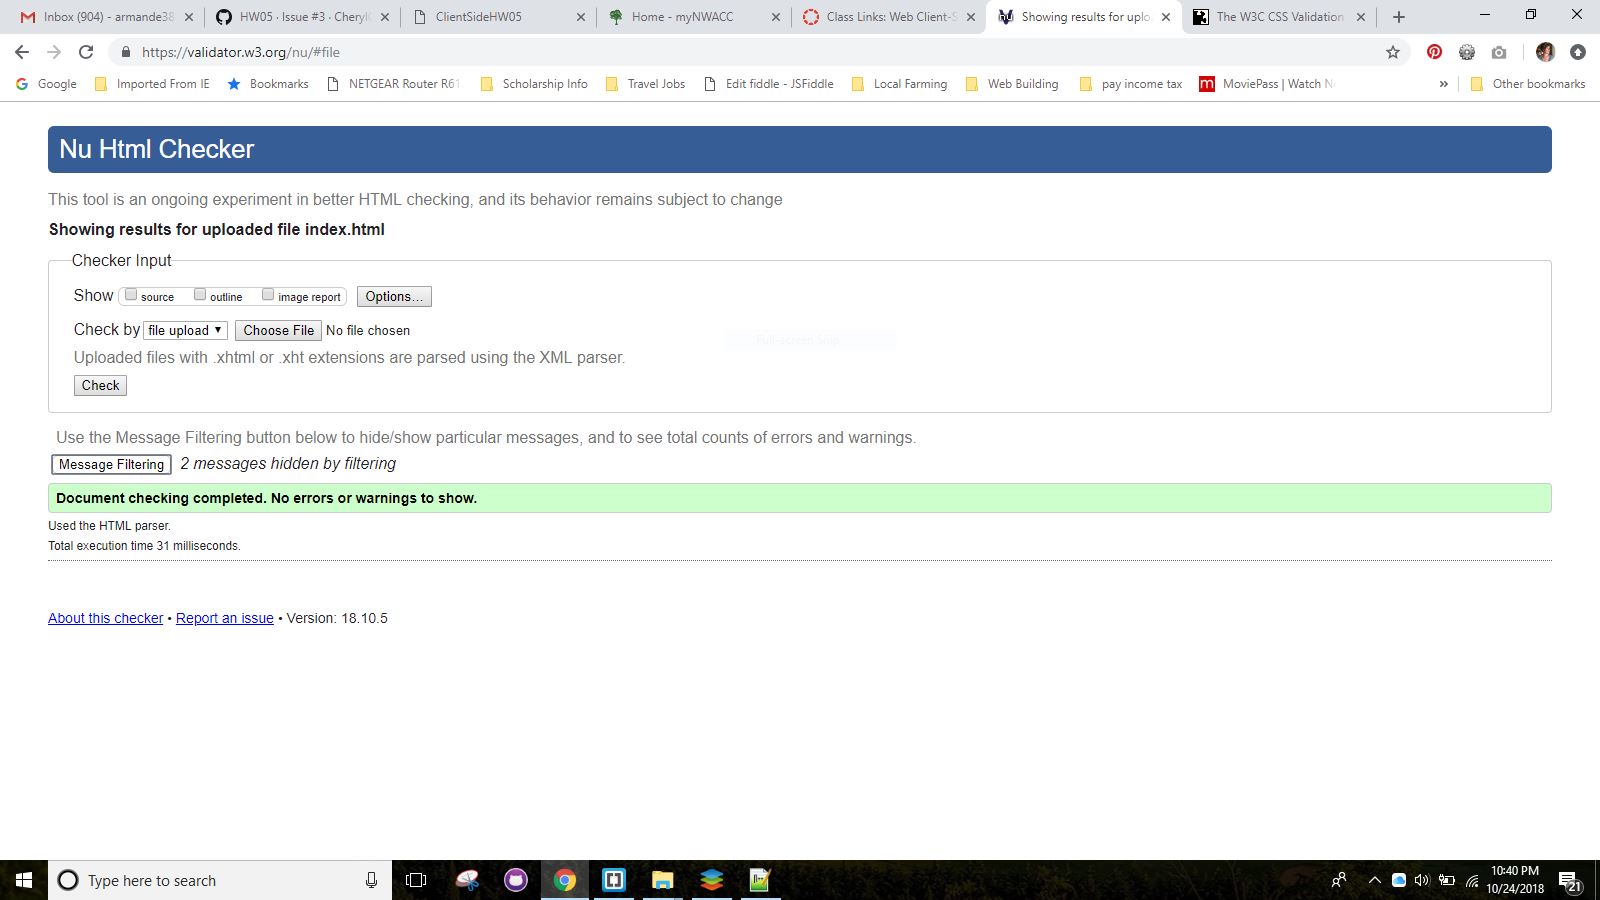 Inbox (904) - armande38
HW05 · Issue #3 · CherylC
ClientSideHW05
Home - myNWACC
Class Links: Web Client-S
Showing results for uplo
The W3C CSS Validation
https://validator.w3.org/nu/#file
Google
Imported From IE
Bookmarks
NETGEAR Router R61
Scholarship Info
Travel Jobs
Edit fiddle - JSFiddle
Local Farming
Web Building
pay income tax
MoviePass | Watch N
»
Other bookmarks
Nu Html Checker
This tool is an ongoing experiment in better HTML checking, and its behavior remains subject to change
Showing results for uploaded file index.html
Checker Input
Show source outline image report Options...
Check by file upload Choose File No file chosen
Full-screen Snip
Uploaded files with .xhtml or .xht extensions are parsed using the XML parser.
Check
Use the Message Filtering button below to hide/show particular messages, and to see total counts of errors and warnings.
Message Filtering 2 messages hidden by filtering
Document checking completed. No errors or warnings to show.
Used the HTML parser.
Total execution time 31 milliseconds.
About this checker • Report an issue • Version: 18.10.5
Type here to search
10:40 PM
10/24/2018
21